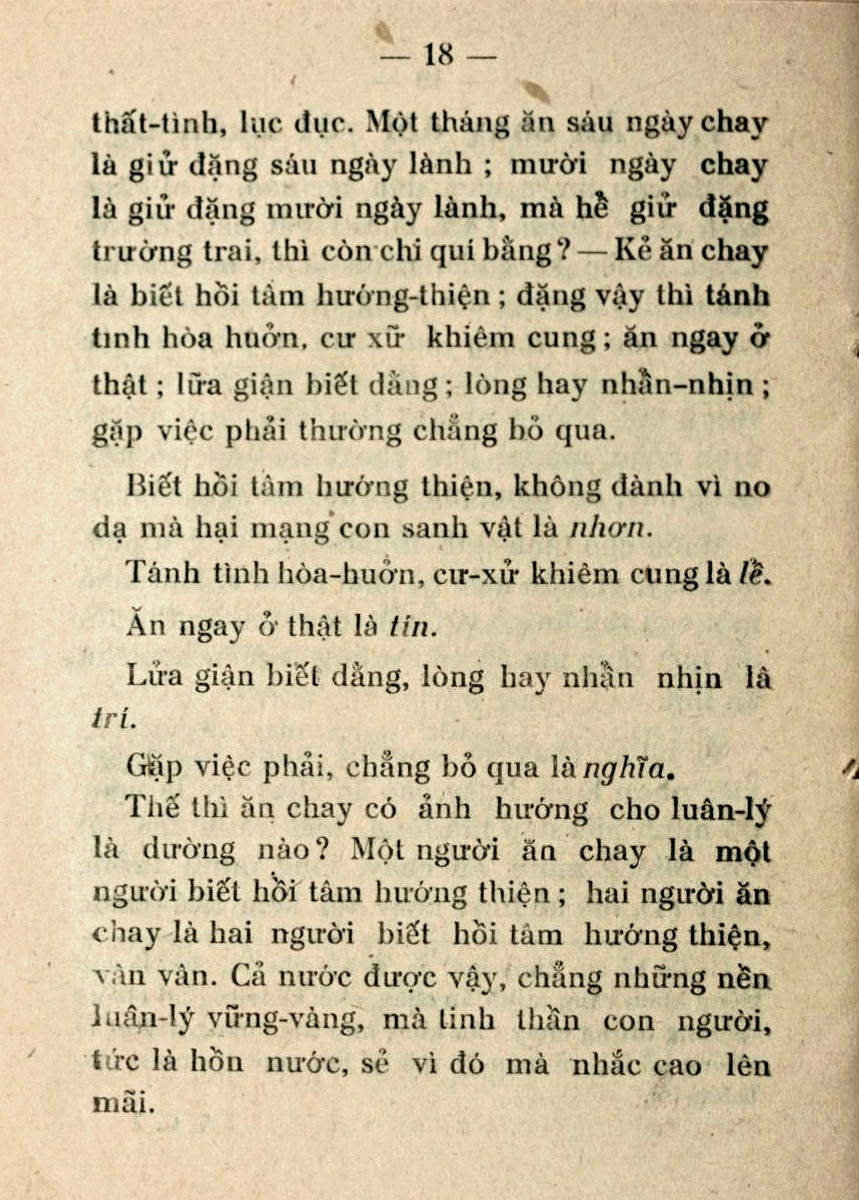 — 18 —
thất-tình, lục dục. Một tháng ăn sáu ngày chay
là giử đặng sáu ngày lành ; mười ngày chay
là giử đặng mười ngày lành, mà hễ giử đặng
trường trai, thì còn chi quí bằng ? — Kẻ ăn chay
là biết hồi tâm hướng-thiện ; đặng vậy thì tánh
tình hòa huởn, cư xữ khiêm cung ; ăn ngay ở
thật ; lữa giận biết dằng ; lòng hay nhẫn-nhịn ;
gặp việc phải thường chẳng bỏ qua.
Biết hồi tâm hướng thiện, không đành vì no
dạ mà hại mạng con sanh vật là nhơn.
Tánh tình hòa-huởn, cư-xử khiêm cung là lễ.
Ăn ngay ở thật là tín.
Lửa giận biết dằng, lòng hay nhẫn nhịn là
trí.
Gặp việc phải, chẳng bỏ qua là nghĩa.
Thế thì ăn chay có ảnh hưởng cho luân-lý
là dường nào ? Một người ăn chay là một
người biết hồi tâm hướng thiện ; hai người ăn
chay là hai người biết hồi tâm hướng thiện,
vàn vân. Cả nước được vậy, chẳng những nền
luân-lý vững-vàng, mà tinh thần con người,
tức là hồn nước, sẻ vì đó mà nhắc cao lên
mãi.